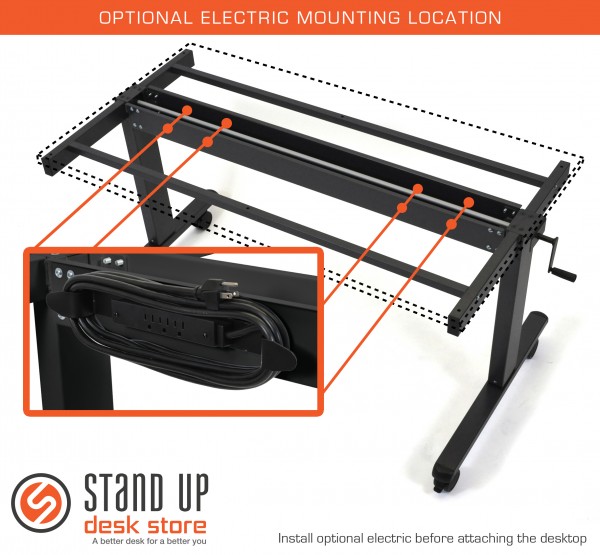 OPTIONAL ELECTRIC MOUNTING LOCATION
STAND UP
desk store
A better desk for a better you
Install optional electric before attaching the desktop